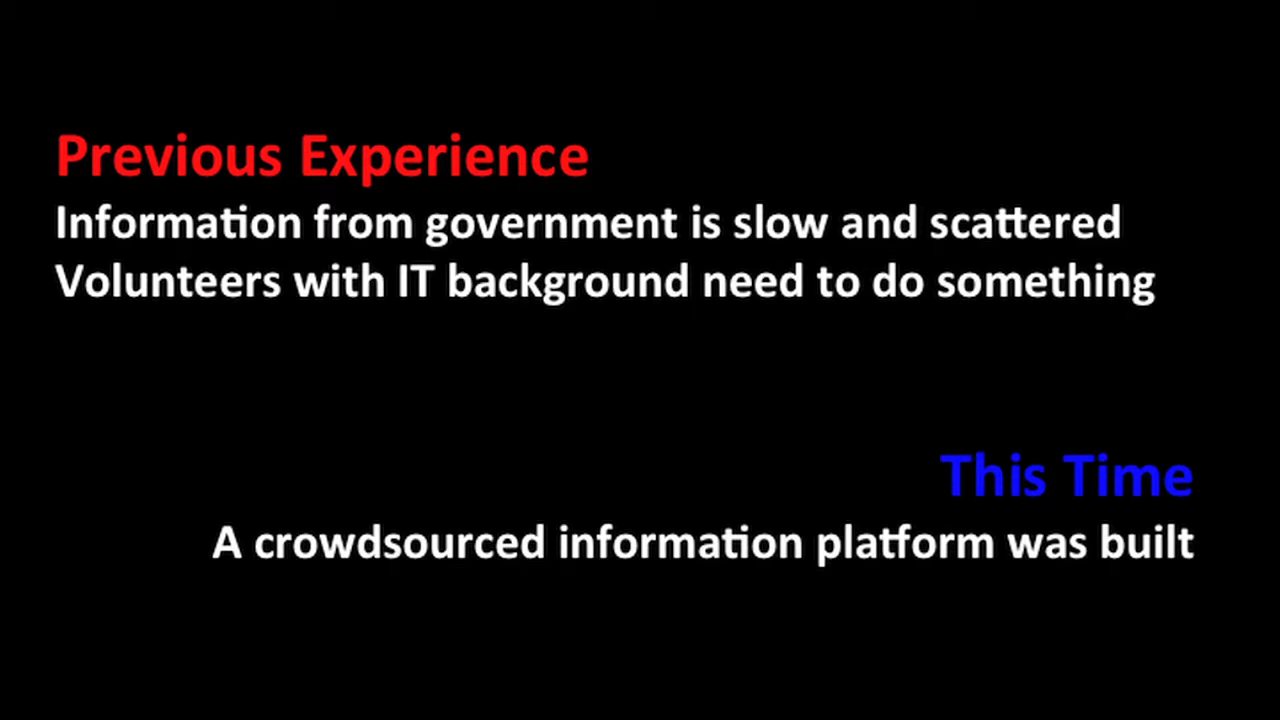 Previous Experience
Information from government is slow and scattered
Volunteers with IT background need to do something
This Time
A crowdsourced information platform was built